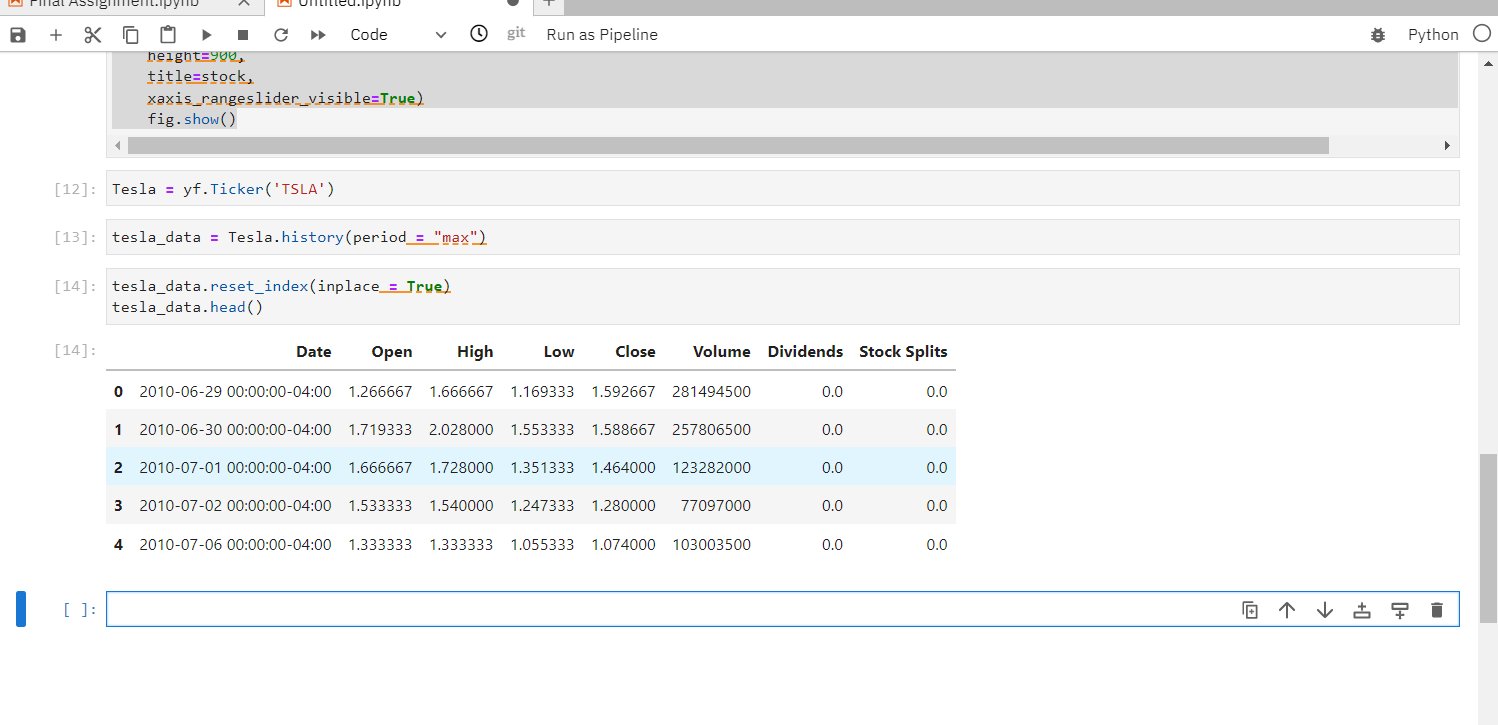 Final Assignment.ipynb Untitled.ipynb
Code git Run as Pipeline Python
height=900,
title=stock,
xaxis_rangeslider_visible=True)
fig.show()
[12]: Tesla = yf.Ticker('TSLA')
[13]: tesla_data = Tesla.history(period = "max")
[14]: tesla_data.reset_index(inplace = True)
tesla_data.head()
[14]: Date Open High Low Close Volume Dividends Stock Splits
0 2010-06-29 00:00:00-04:00 1.266667 1.666667 1.169333 1.592667 281494500 0.0 0.0
1 2010-06-30 00:00:00-04:00 1.719333 2.028000 1.553333 1.588667 257806500 0.0 0.0
2 2010-07-01 00:00:00-04:00 1.666667 1.728000 1.351333 1.464000 123282000 0.0 0.0
3 2010-07-02 00:00:00-04:00 1.533333 1.540000 1.247333 1.280000 77097000 0.0 0.0
4 2010-07-06 00:00:00-04:00 1.333333 1.333333 1.055333 1.074000 103003500 0.0 0.0
[ ]: